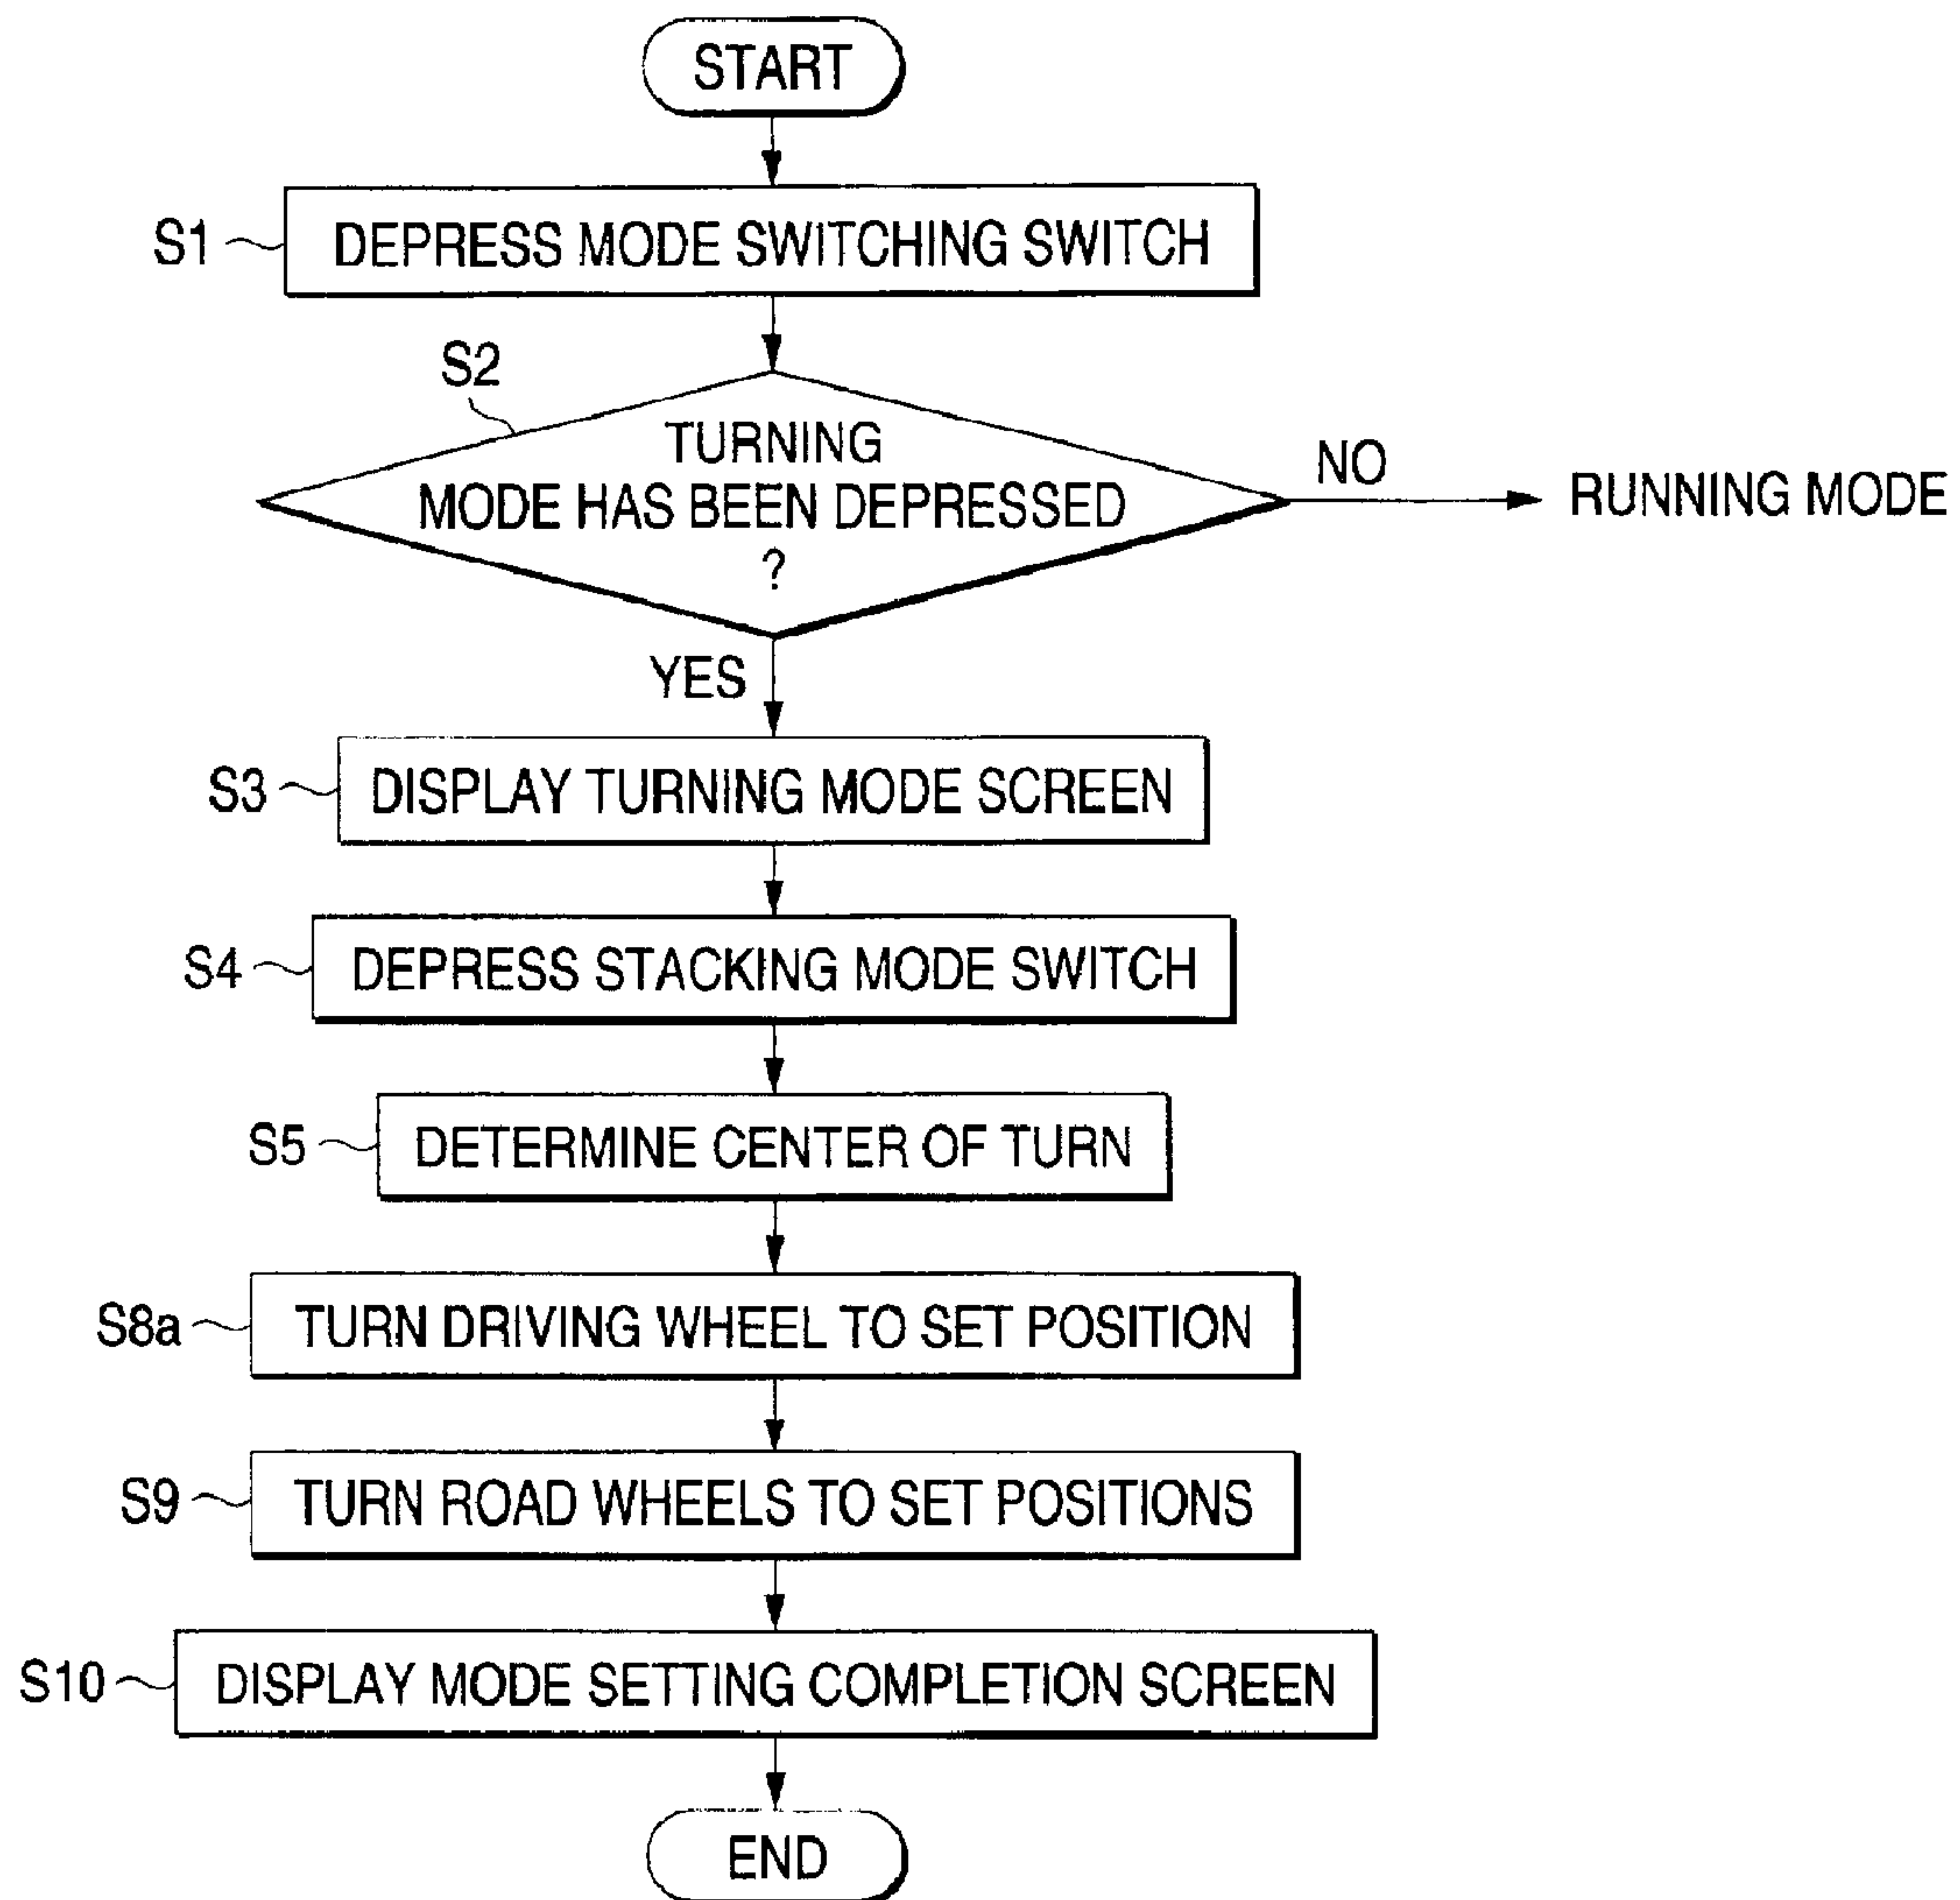 START
S1
DEPRESS MODE SWITCHING SWITCH
S2
TURNING
MODE HAS BEEN DEPRESSED
?
NO
RUNNING MODE
YES
S3
DISPLAY TURNING MODE SCREEN
S4
DEPRESS STACKING MODE SWITCH
S5
DETERMINE CENTER OF TURN
S8a
TURN DRIVING WHEEL TO SET POSITION
S9
TURN ROAD WHEELS TO SET POSITIONS
S10
DISPLAY MODE SETTING COMPLETION SCREEN
END